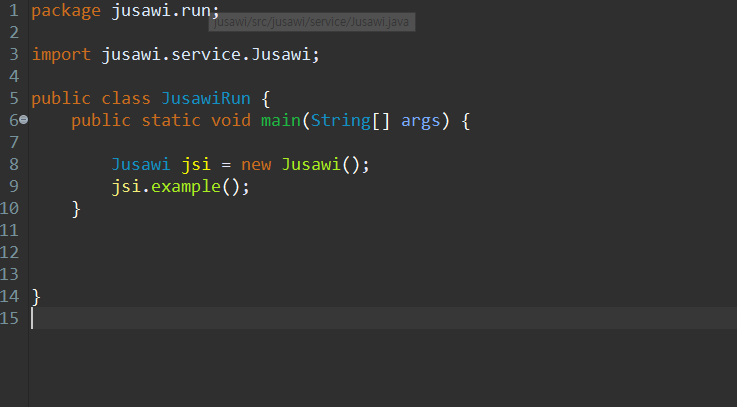 1 package jusawi.run;
jusawi/src/jusawi/service/Jusawi.java
2
3 import jusawi.service.Jusawi;
4
5 public class JusawiRun {
6 public static void main(String[] args) {
7
8 Jusawi jsi = new Jusawi();
9 jsi.example();
10 }
11
12
13
14 }
15